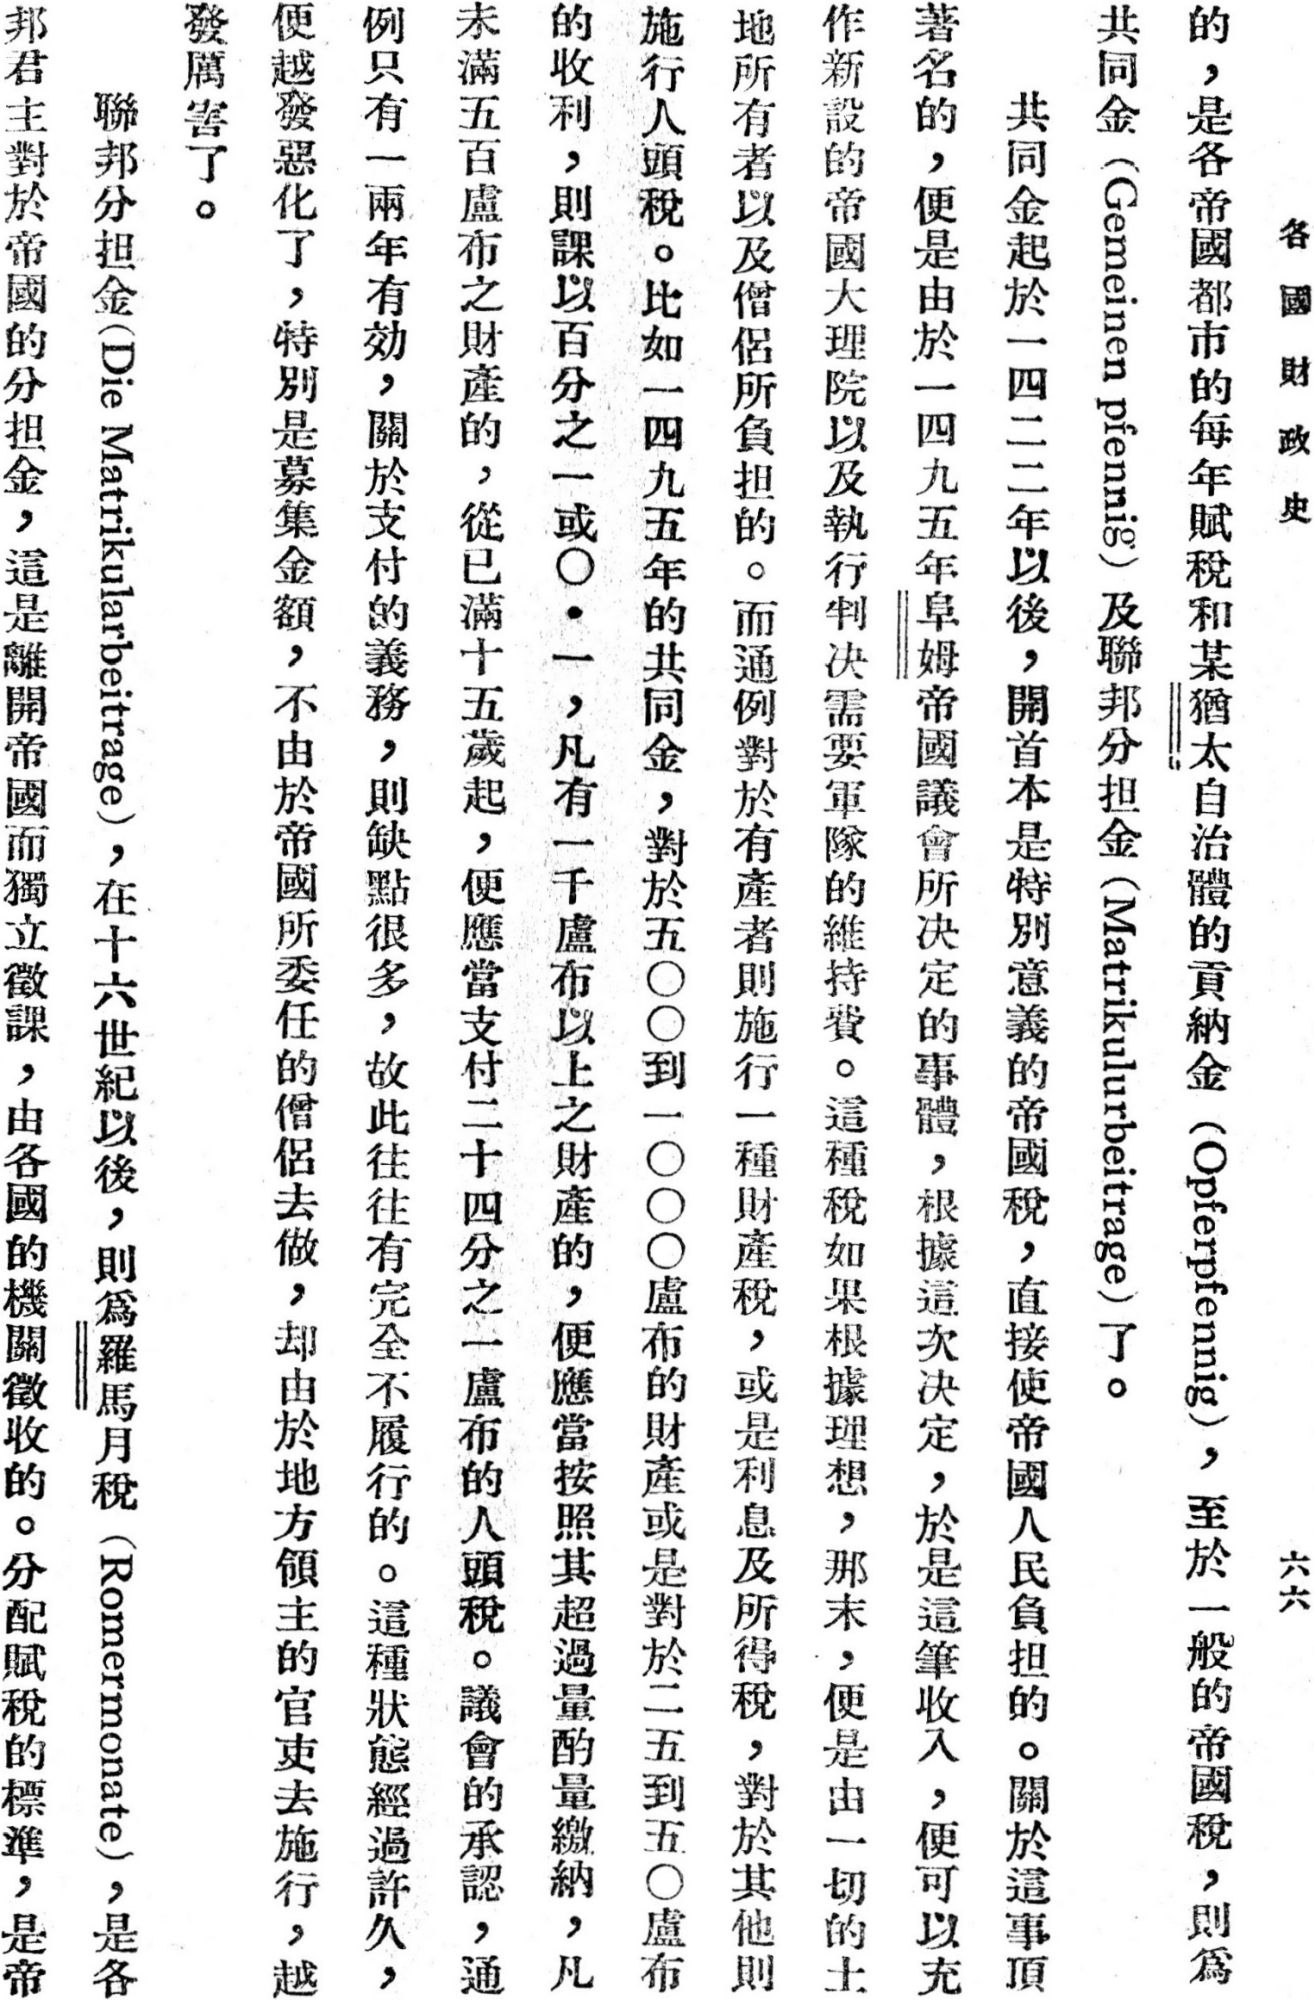 各國財政史
六六
的，是各帝國都市的每年賦稅和某猶太自治體的貢納金（Opferpfennig），至於一般的帝國稅，則爲
共同金（Gemeinen pfennig）及聯邦分担金（Matrikulurbeitrage）了。
共同金起於一四二二年以後，開首本是特別意義的帝國稅，直接使帝國人民負担的。關於這事頂
著名的，便是由於一四九五年阜姆帝國議會所决定的事體，根據這次决定，於是這筆收入，便可以充
作新設的帝國大理院以及執行判决需要軍隊的維持費。這種稅如果根據理想，那末，便是由一切的土
地所有者以及僧侶所負担的。而通例對於有產者則施行一種財產稅，或是利息及所得稅，對於其他則
施行人頭稅。比如一四九五年的共同金，對於五〇〇到一〇〇〇盧布的財產或是對於二五到五〇盧布
的收利，則課以百分之一或〇・一，凡有一千盧布以上之財產的，便應當按照其超過量酌量繳納，凡
未滿五百盧布之財產的，從已滿十五歲起，便應當支付二十四分之一盧布的人頭稅。議會的承認，通
例只有一兩年有効，關於支付的義務，則缺點很多，故此往往有完全不履行的。這種狀態經過許久，
便越發惡化了，特別是募集金額，不由於帝國所委任的僧侶去做，却由於地方領主的官吏去施行，越
發厲害了。
聯邦分担金（Die Matrikularbeitrage），在十六世紀以後，則爲羅馬月稅（Romermonate），是各
邦君主對於帝國的分担金，這是離開帝國而獨立徵課，由各國的機關徵收的。分配賦稅的標準，是帝